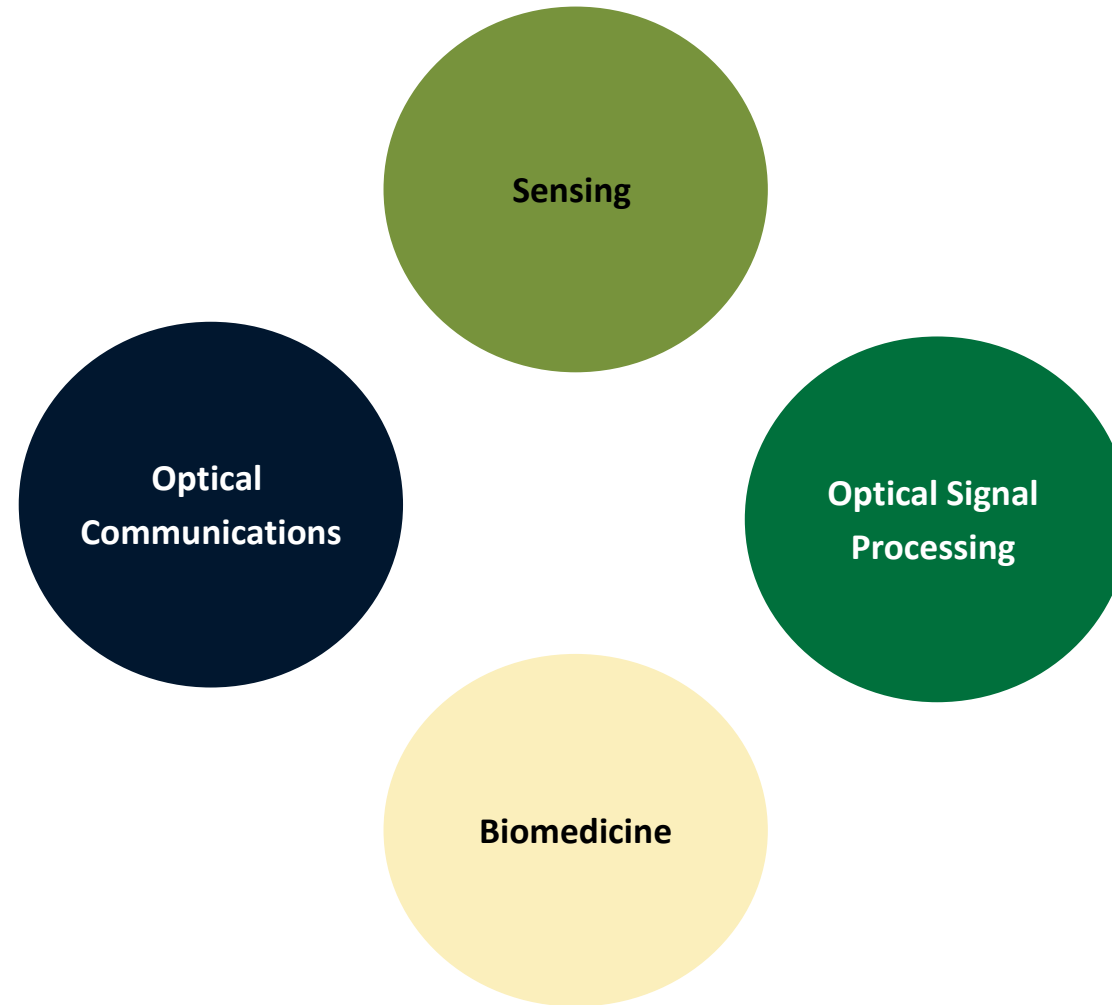 Sensing
Optical
Communications
Optical Signal
Processing
Biomedicine